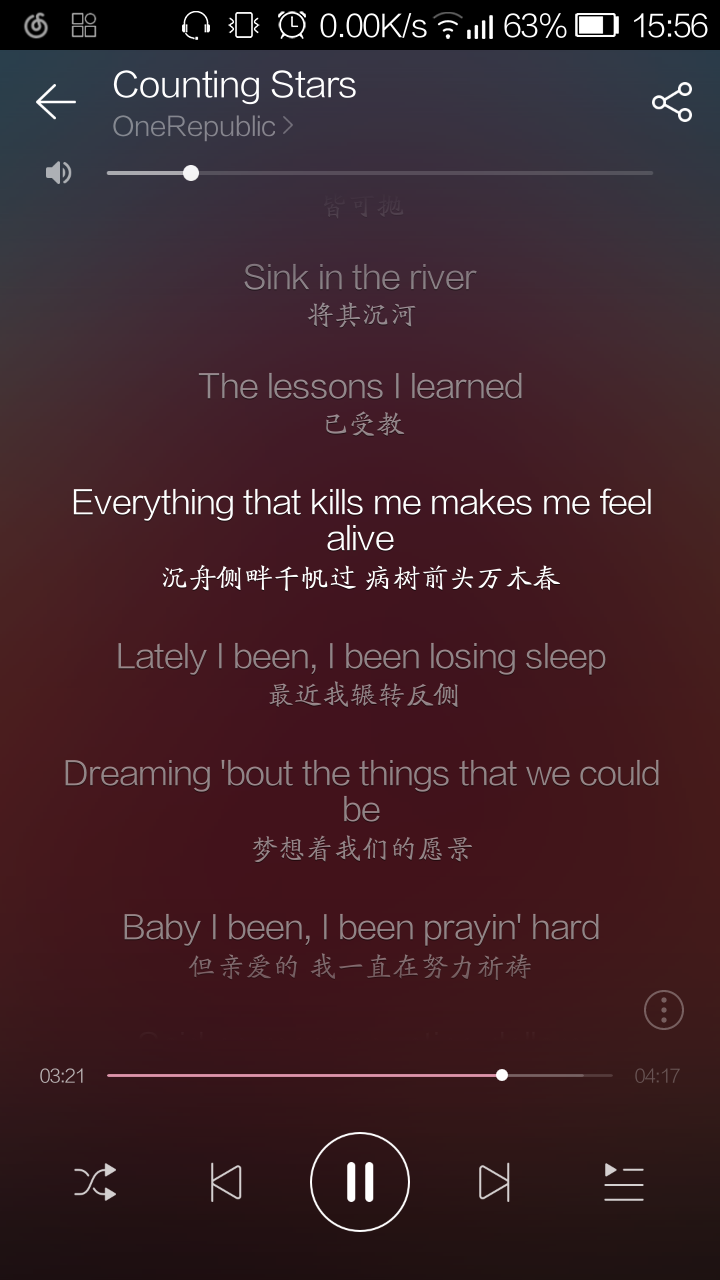 0.00K/s 63% 15:56
Counting Stars
OneRepublic
皆可抛
Sink in the river
将其沉河
The lessons I learned
已受教
Everything that kills me makes me feel
alive
沉舟侧畔千帆过 病树前头万木春
Lately I been, I been losing sleep
最近我辗转反侧
Dreaming 'bout the things that we could
be
梦想着我们的愿景
Baby I been, I been prayin' hard
但亲爱的 我一直在努力祈祷
03:21
04:17